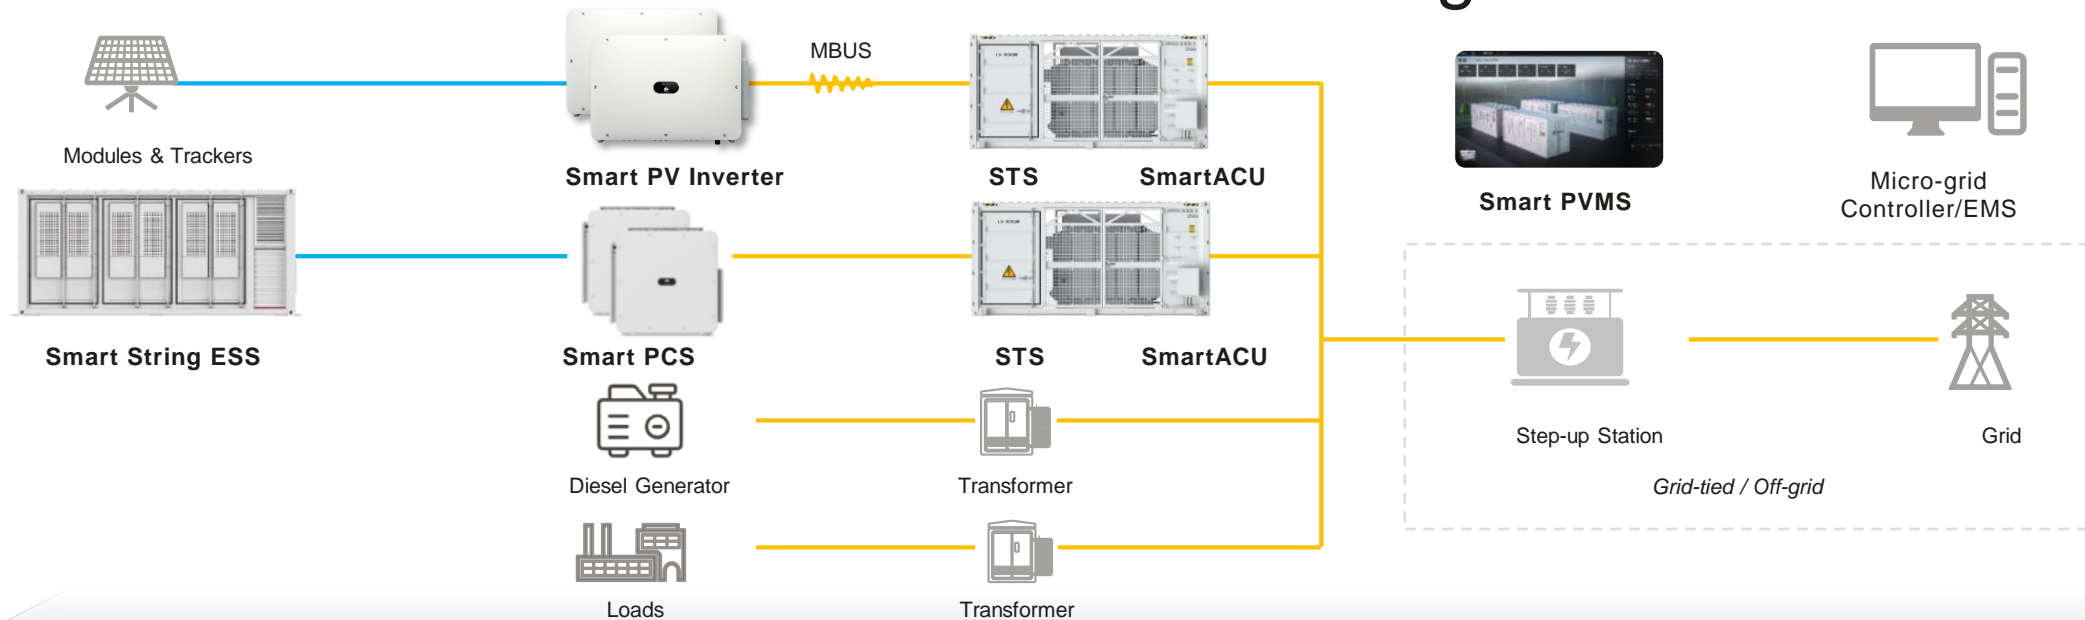 MBUS
Modules & Trackers
Smart PV Inverter
STS
SmartACU
Smart PVMS
Micro-grid
Controller/EMS
Smart String ESS
Smart PCS
STS
SmartACU
Step-up Station
Grid
Diesel Generator
Transformer
Grid-tied / Off-grid
Loads
Transformer